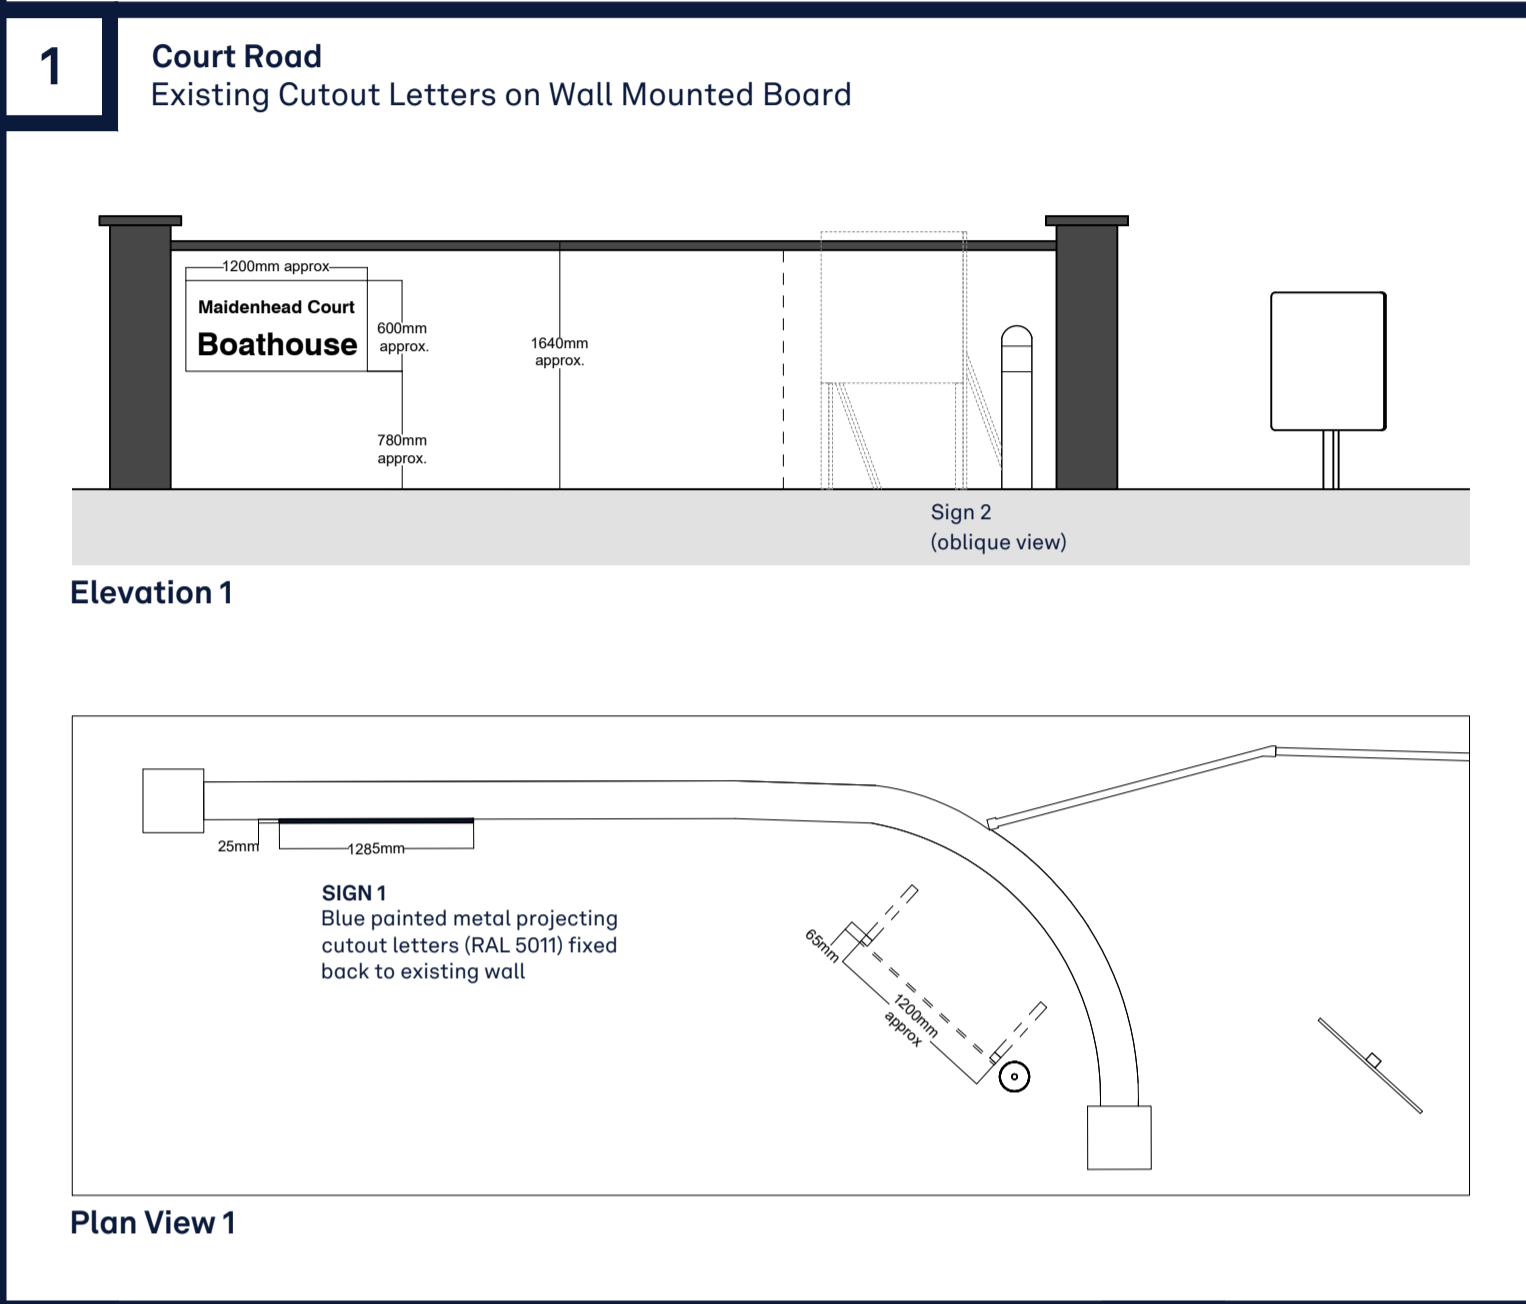 1
Court Road
Existing Cutout Letters on Wall Mounted Board
1200mm approx
Maidenhead Court
Boathouse
600mm
approx.
1640mm
approx.
780mm
approx.
Sign 2
(oblique view)
Elevation 1
25mm
1285mm
SIGN 1
Blue painted metal projecting
cutout letters (RAL 5011) fixed
back to existing wall
65mm
1200mm
approx
Plan View 1